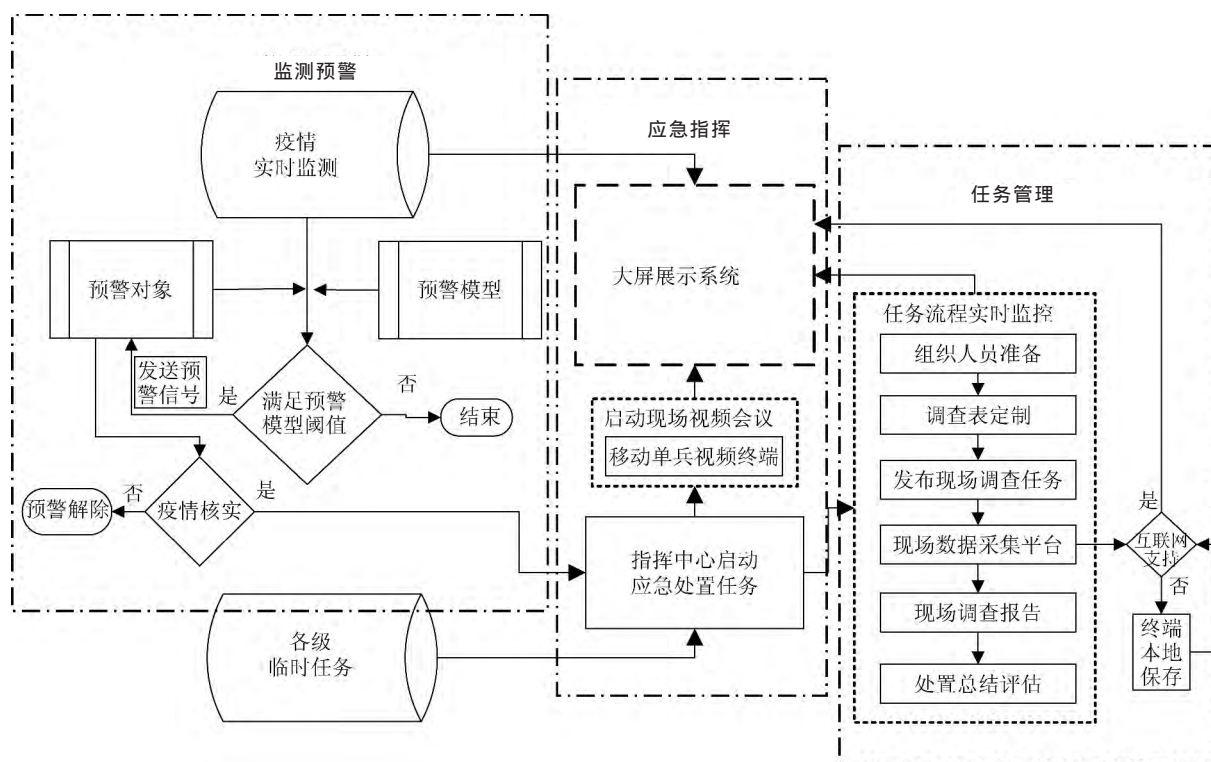 监测预警
疫情
实时监测
预警对象
预警模型
发送预
警信号
是
满足预警
模型阈值
否
结束
预警解除
否
疫情核实
是
各级
临时任务
应急指挥
大屏展示系统
启动现场视频会议
移动单兵视频终端
指挥中心启动
应急处置任务
任务管理
任务流程实时监控
组织人员准备
调查表定制
发布现场调查任务
现场数据采集平台
现场调查报告
处置总结评估
是
互联网
支持
否
终端
本地
保存